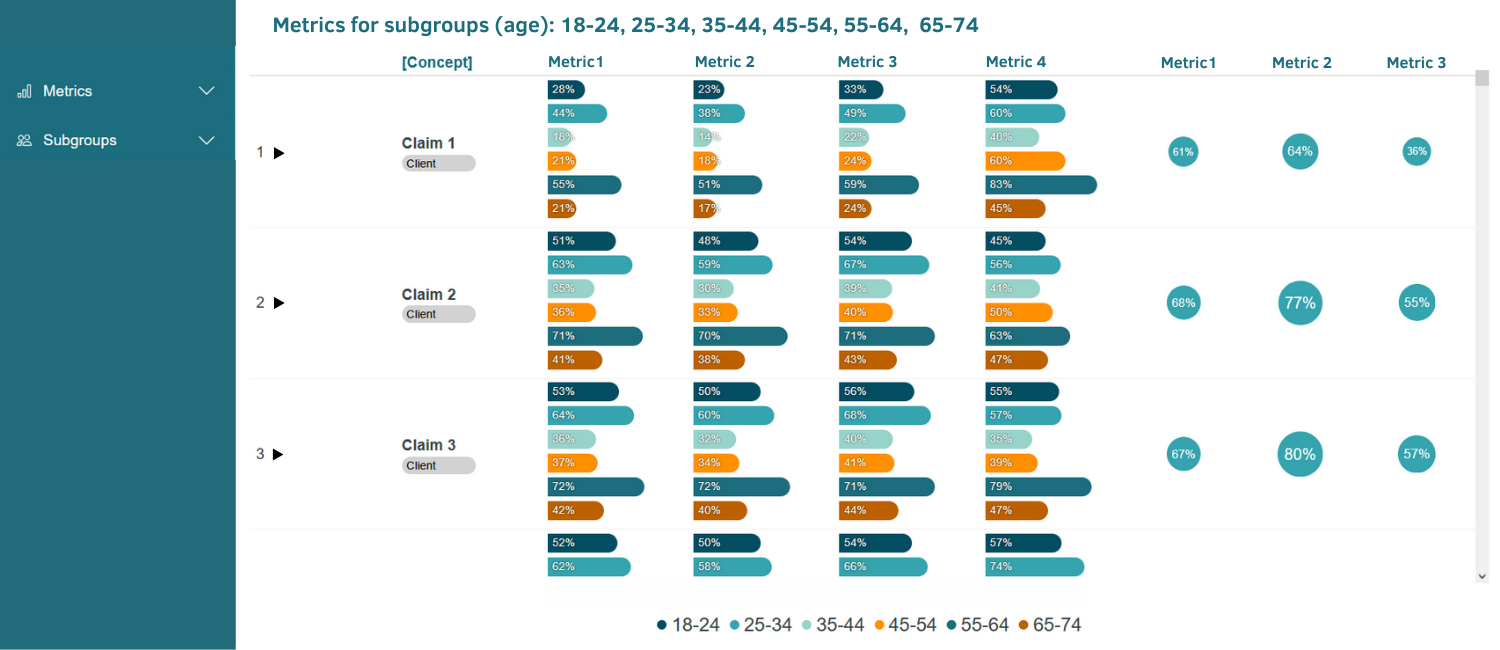 Metrics for subgroups (age): 18-24, 25-34, 35-44, 45-54, 55-64, 65-74
[Concept] Metric1 Metric 2 Metric 3 Metric 4 Metric1 Metric 2 Metric 3
Metrics
Subgroups
28% 23% 33% 54%
44% 38% 49% 60%
18% 14% 22% 40%
1 Claim 1 61% 64% 36%
Client
21% 18% 24% 60%
55% 51% 59% 83%
21% 17% 24% 45%
51% 48% 54% 45%
63% 59% 67% 56%
35% 30% 39% 41%
2 Claim 2 68% 77% 55%
Client
36% 33% 40% 50%
71% 70% 71% 63%
41% 38% 43% 47%
53% 50% 56% 55%
64% 60% 68% 57%
36% 32% 40% 35%
3 Claim 3 67% 80% 57%
Client
37% 34% 41% 39%
72% 72% 71% 79%
42% 40% 44% 47%
52% 50% 54% 57%
62% 58% 66% 74%
18-24 25-34 35-44 45-54 55-64 65-74